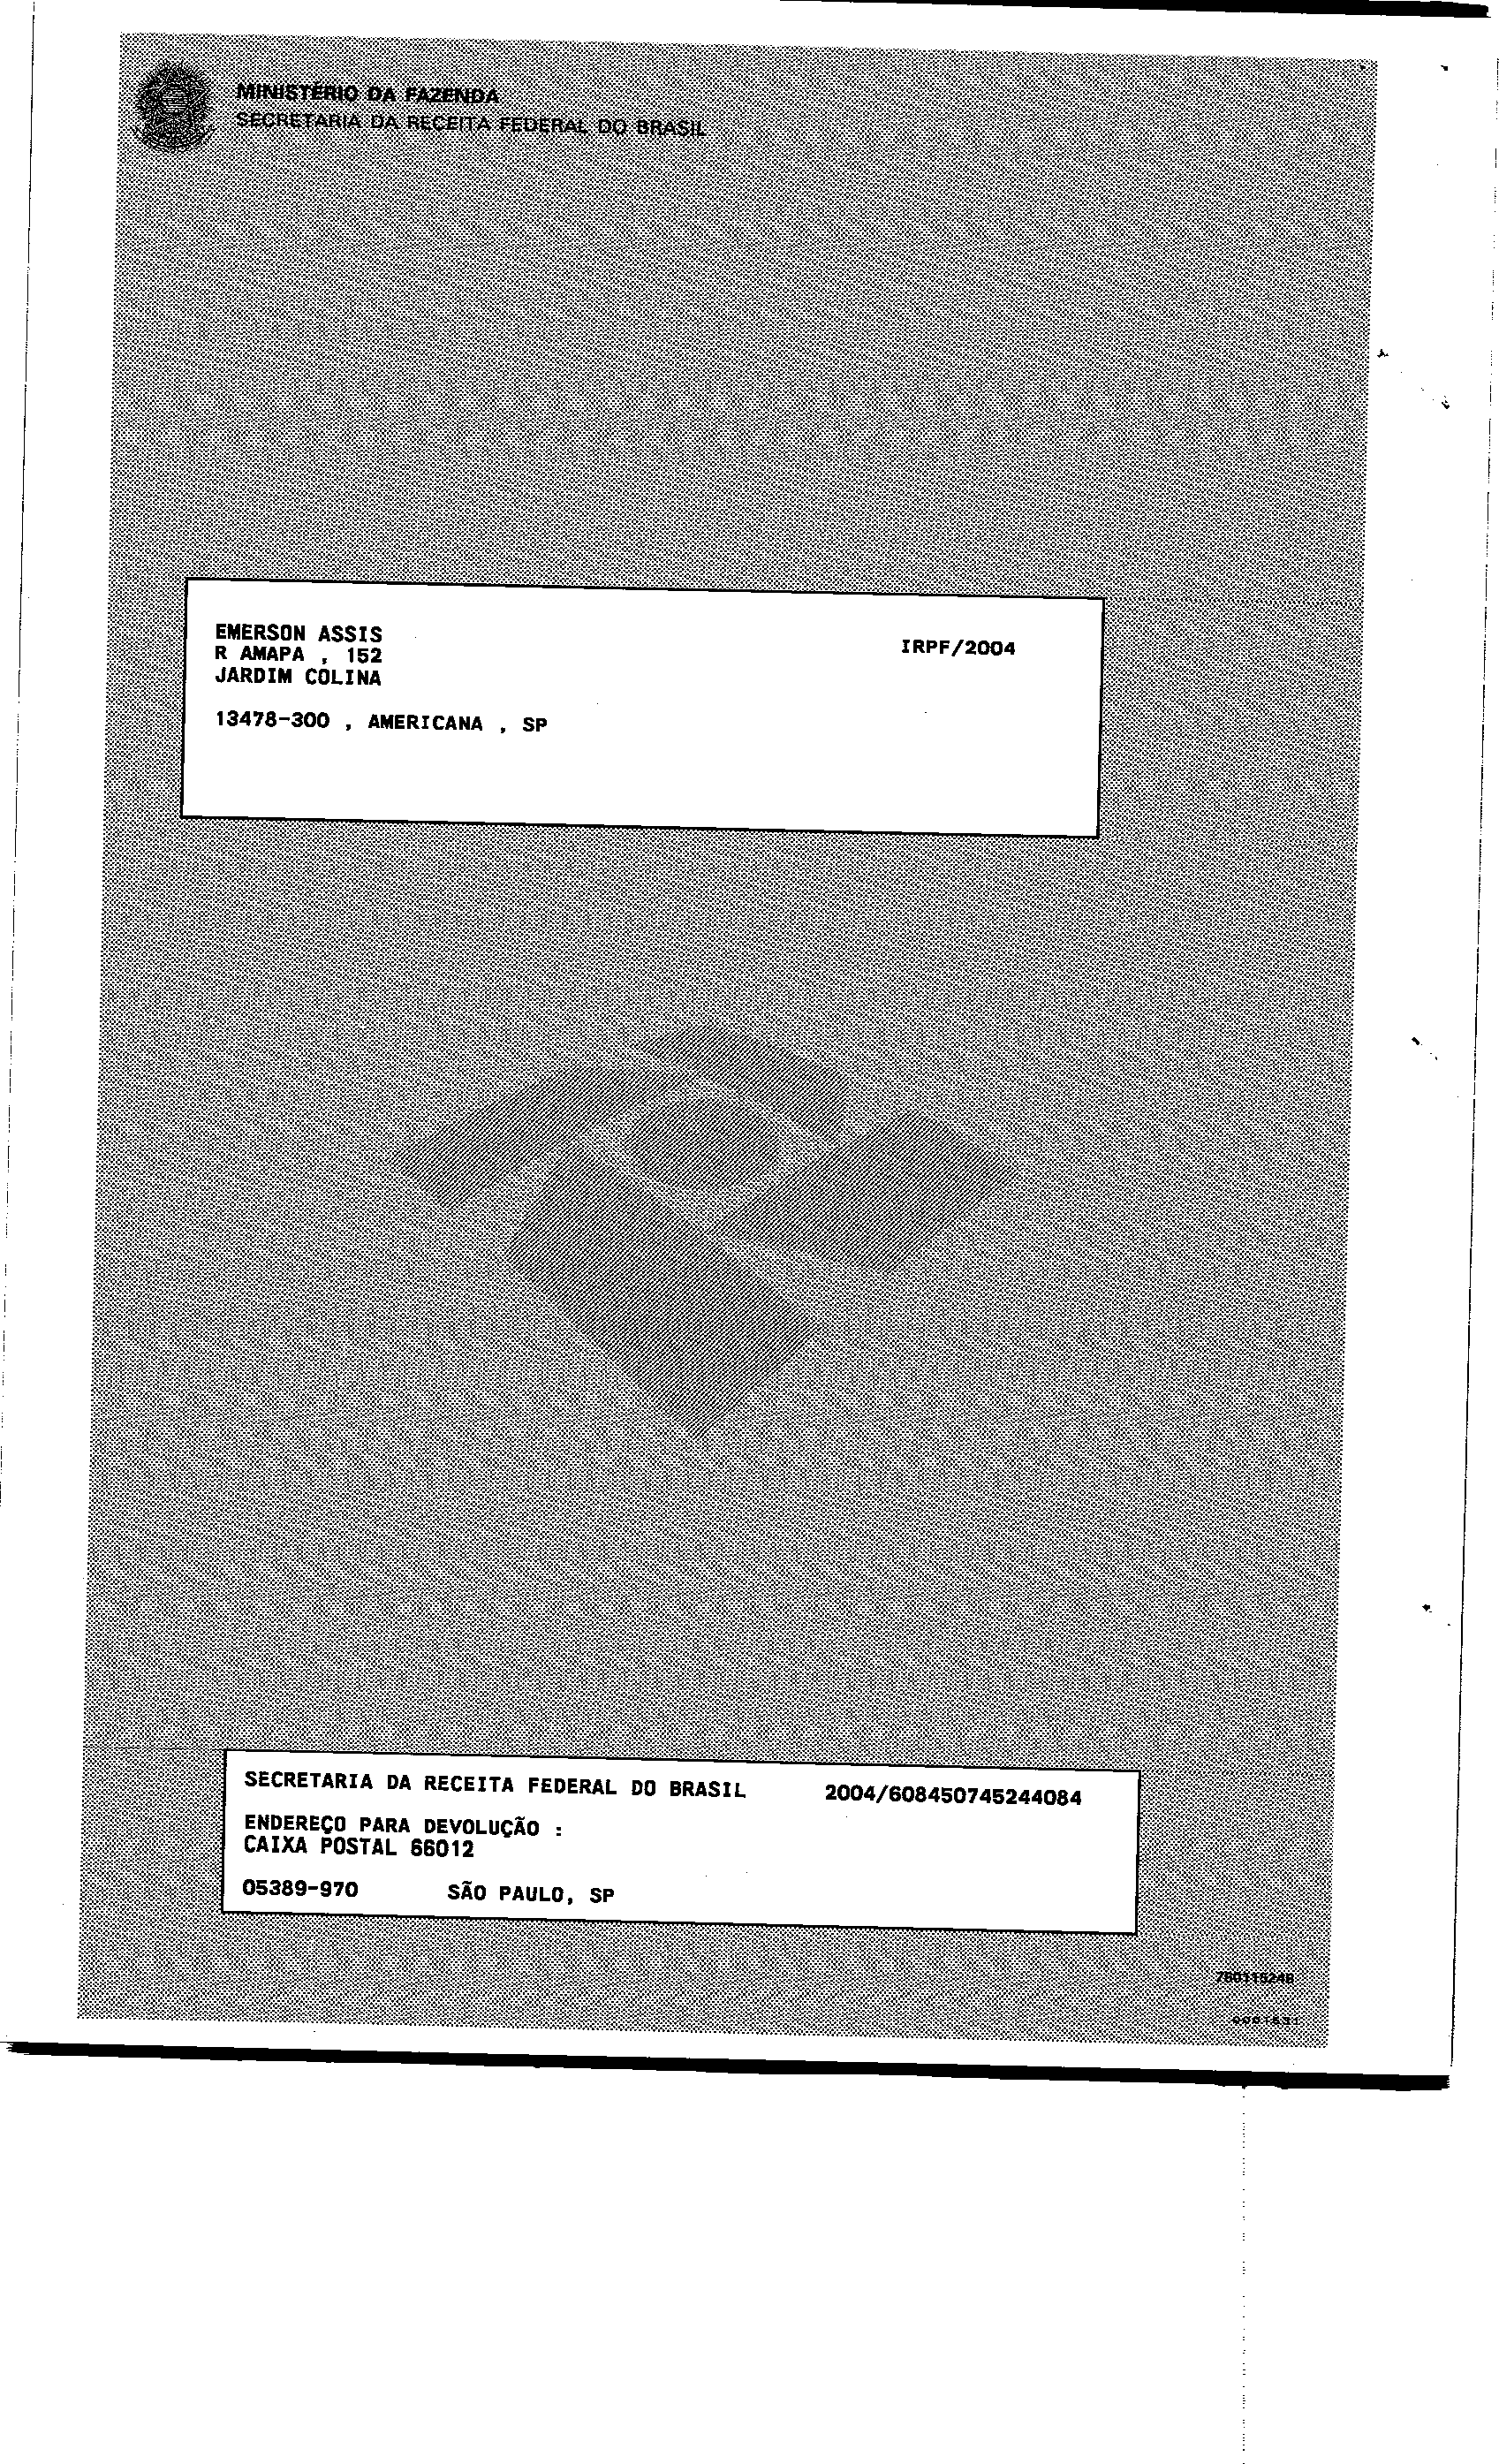 MINISTÉRIO DA FAZENDA
SECRETARIA DA RECEITA FEDERAL DO BRASIL
EMERSON ASSIS
IRPF/2004
R AMAPA , 152
JARDIM COLINA
13478-300 , AMERICANA , SP
SECRETARIA DA RECEITA FEDERAL DO BRASIL 2004/608450745244084
ENDEREÇO PARA DEVOLUÇÃO :
CAIXA POSTAL 66012
05389-970 SÃO PAULO, SP